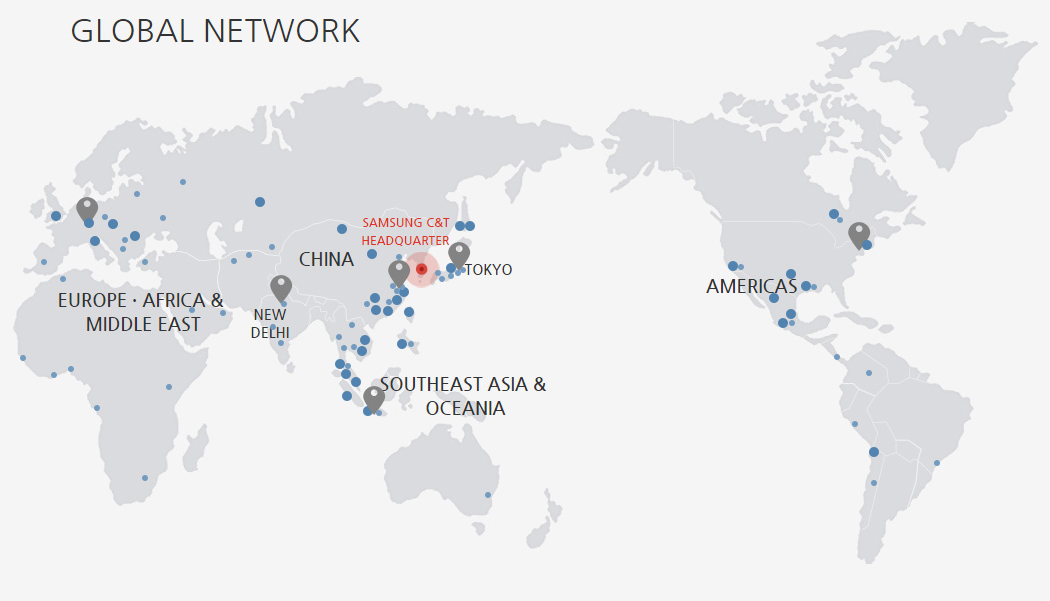 GLOBAL NETWORK
SAMSUNG C&T
HEADQUARTER
CHINA
TOKYO
EUROPE · AFRICA &
MIDDLE EAST
NEW
DELHI
AMERICAS
SOUTHEAST ASIA &
OCEANIA